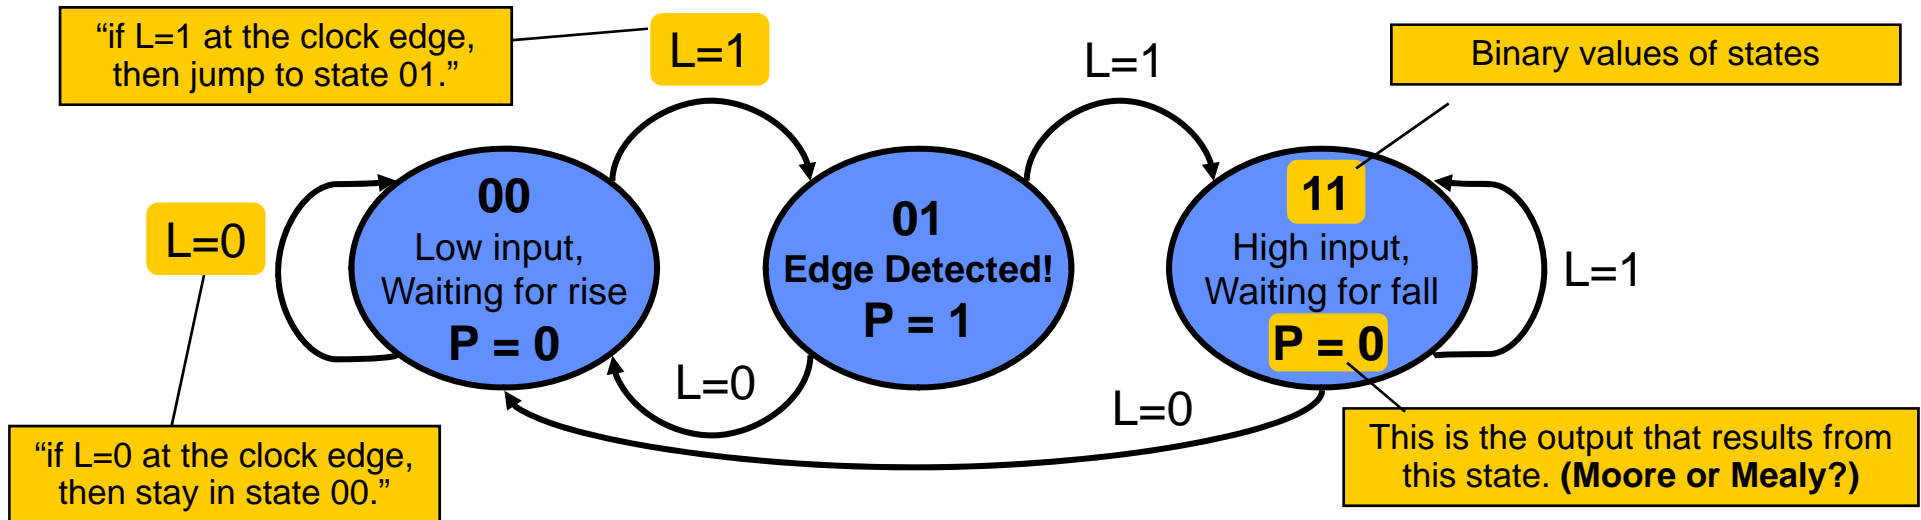 “if L=1 at the clock edge,
then jump to state 01.”
L=1
L=1
Binary values of states
L=0
00
Low input,
Waiting for rise
P = 0
01
Edge Detected!
P = 1
11
High input,
Waiting for fall
P = 0
L=1
L=0
L=0
“if L=0 at the clock edge,
then stay in state 00.”
This is the output that results from
this state. (Moore or Mealy?)